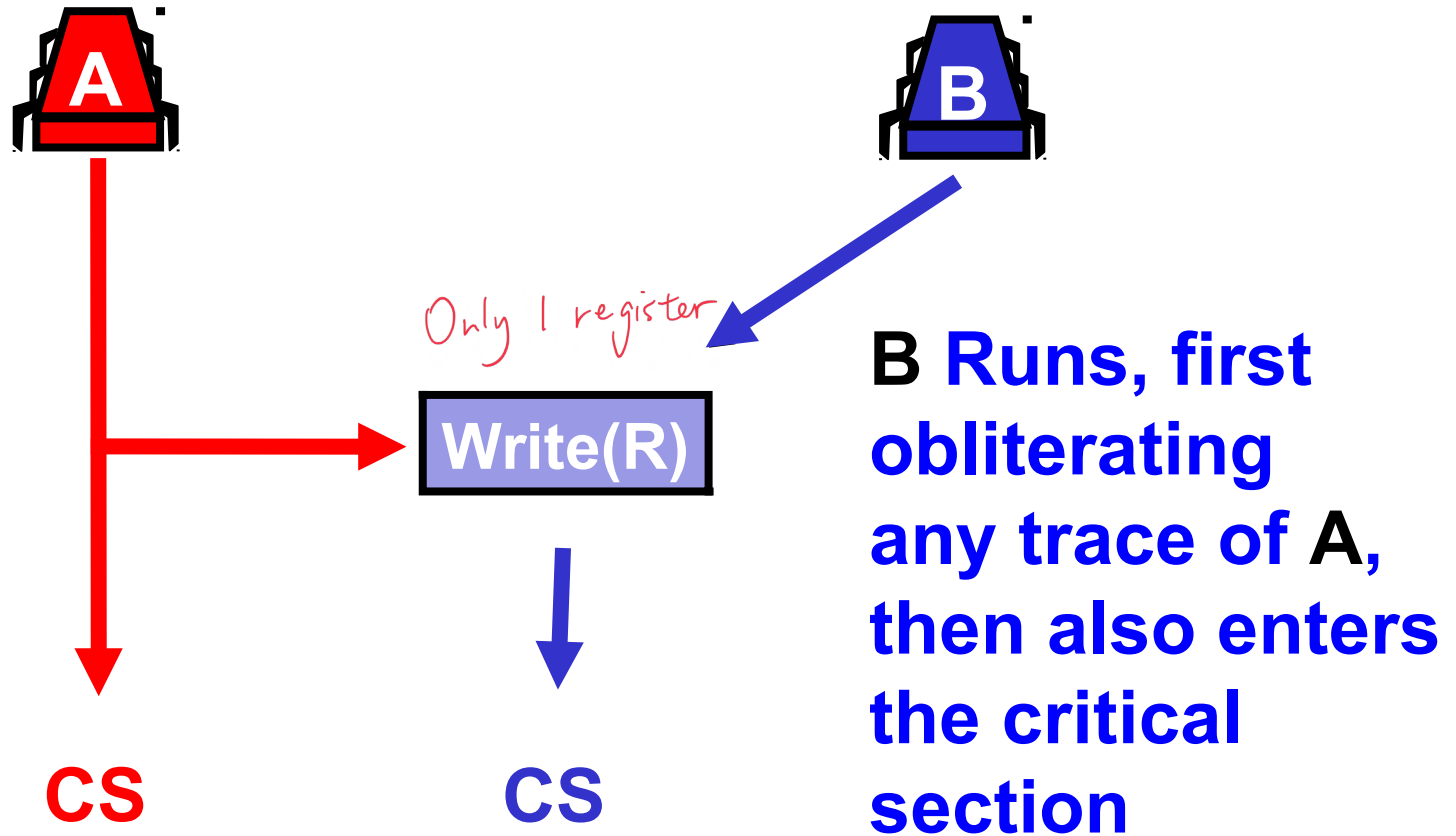 A
B
Only 1 register
Write(R)
B Runs, first
obliterating
any trace of A,
then also enters
the critical
section
CS
CS